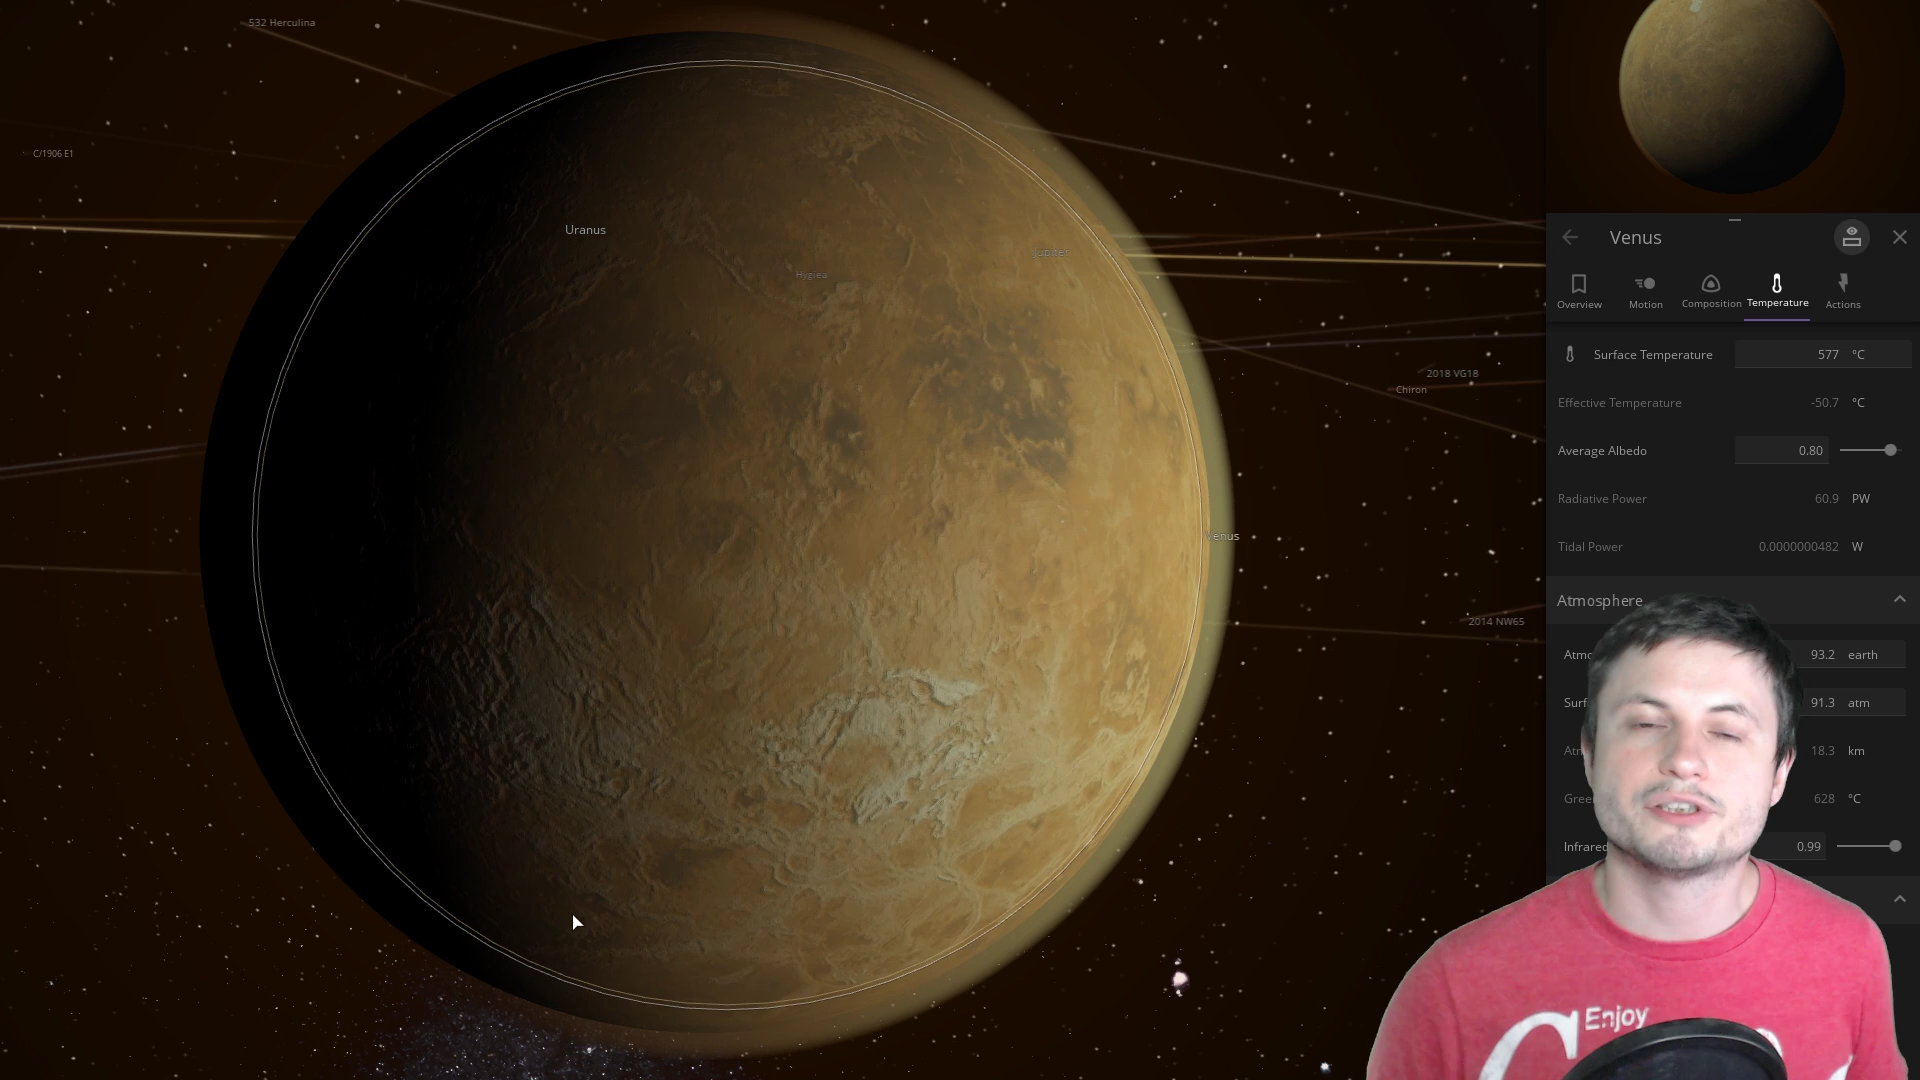 532 Herculina
C/1906 E1
Uranus
Jupiter
Hygiea
2018 VG18
Chiron
Venus
2014 NW65
Venus
Overview
Motion
Composition
Temperature
Actions
Surface Temperature 577 °C
Effective Temperature -50.7 °C
Average Albedo 0.80
Radiative Power 60.9 PW
Tidal Power 0.0000000482 W
Atmosphere
93.2 earth
91.3 atm
18.3 km
628 °C
Infrared 0.99
Enjoy